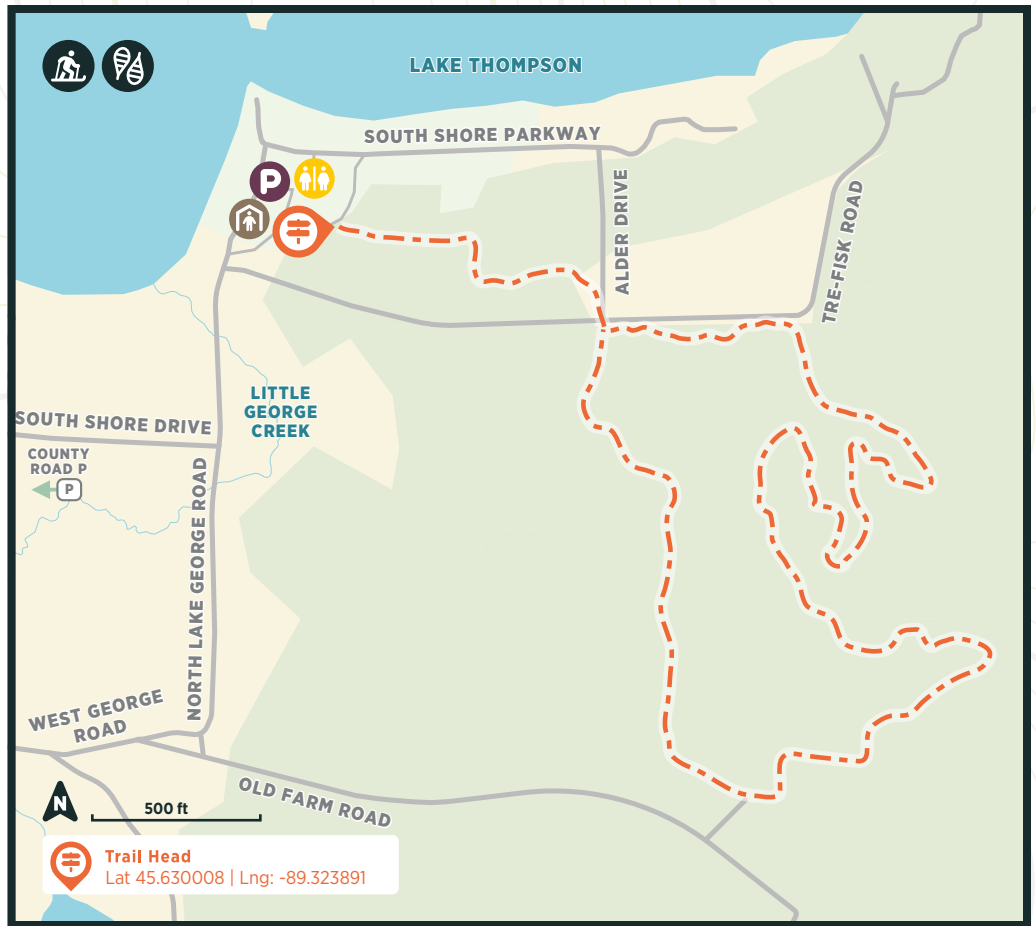 LAKE THOMPSON
SOUTH SHORE PARKWAY
P
ALDER DRIVE
TRE-FISK ROAD
LITTLE
GEORGE
CREEK
SOUTH SHORE DRIVE
COUNTY
ROAD P
P
NORTH LAKE GEORGE ROAD
WEST GEORGE
ROAD
OLD FARM ROAD
N
500 ft
Trail Head
Lat 45.630008 | Lng: -89.323891